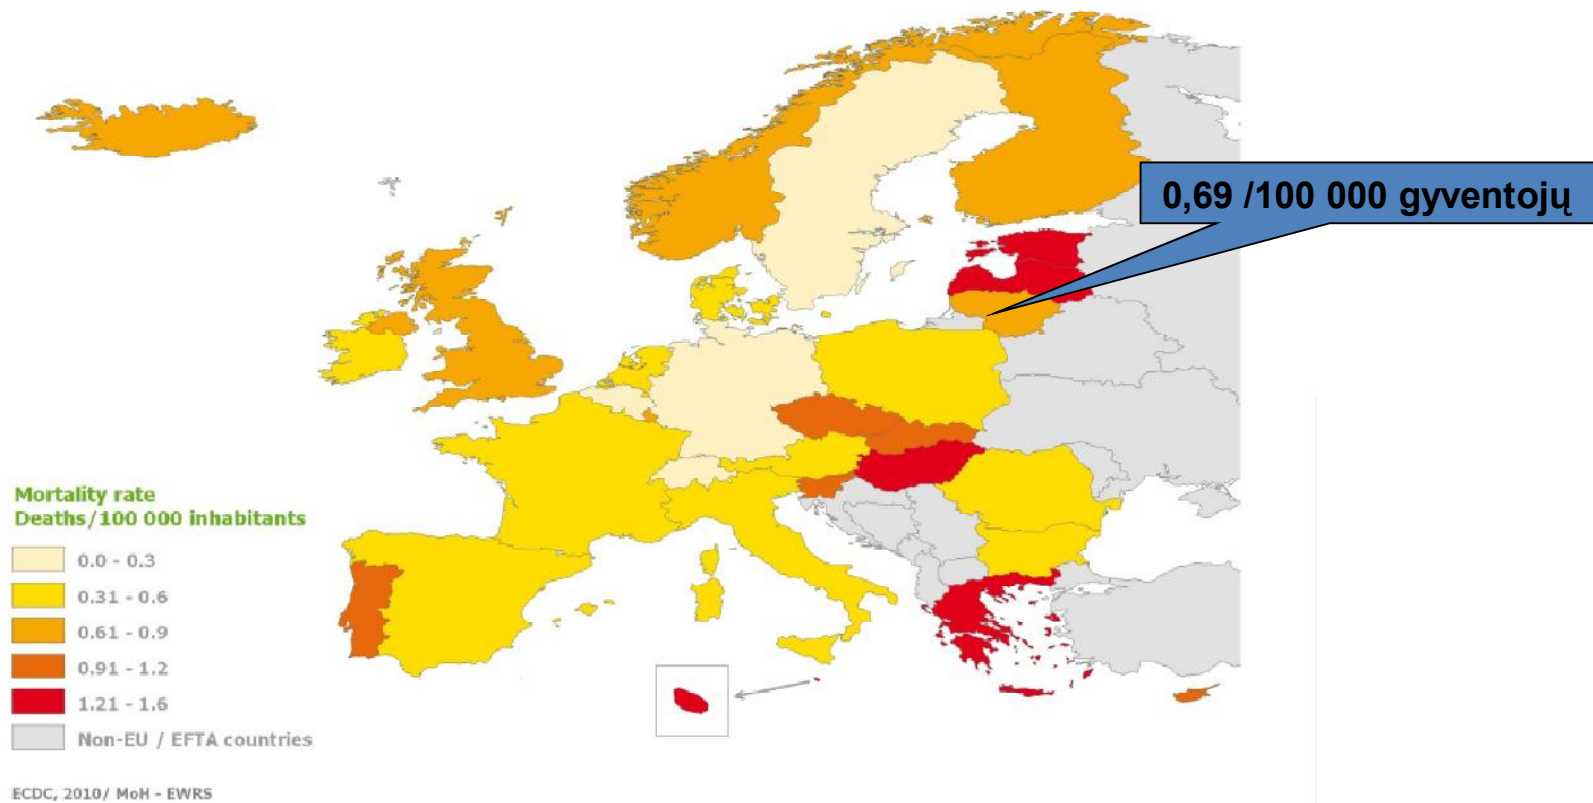 0,69 /100 000 gyventojų
Mortality rate
Deaths/100 000 inhabitants
0.0 - 0.3
0.31 - 0.6
0.61 - 0.9
0.91 - 1.2
1.21 - 1.6
Non-EU / EFTA countries
ECDC, 2010/ MoH - EWRS